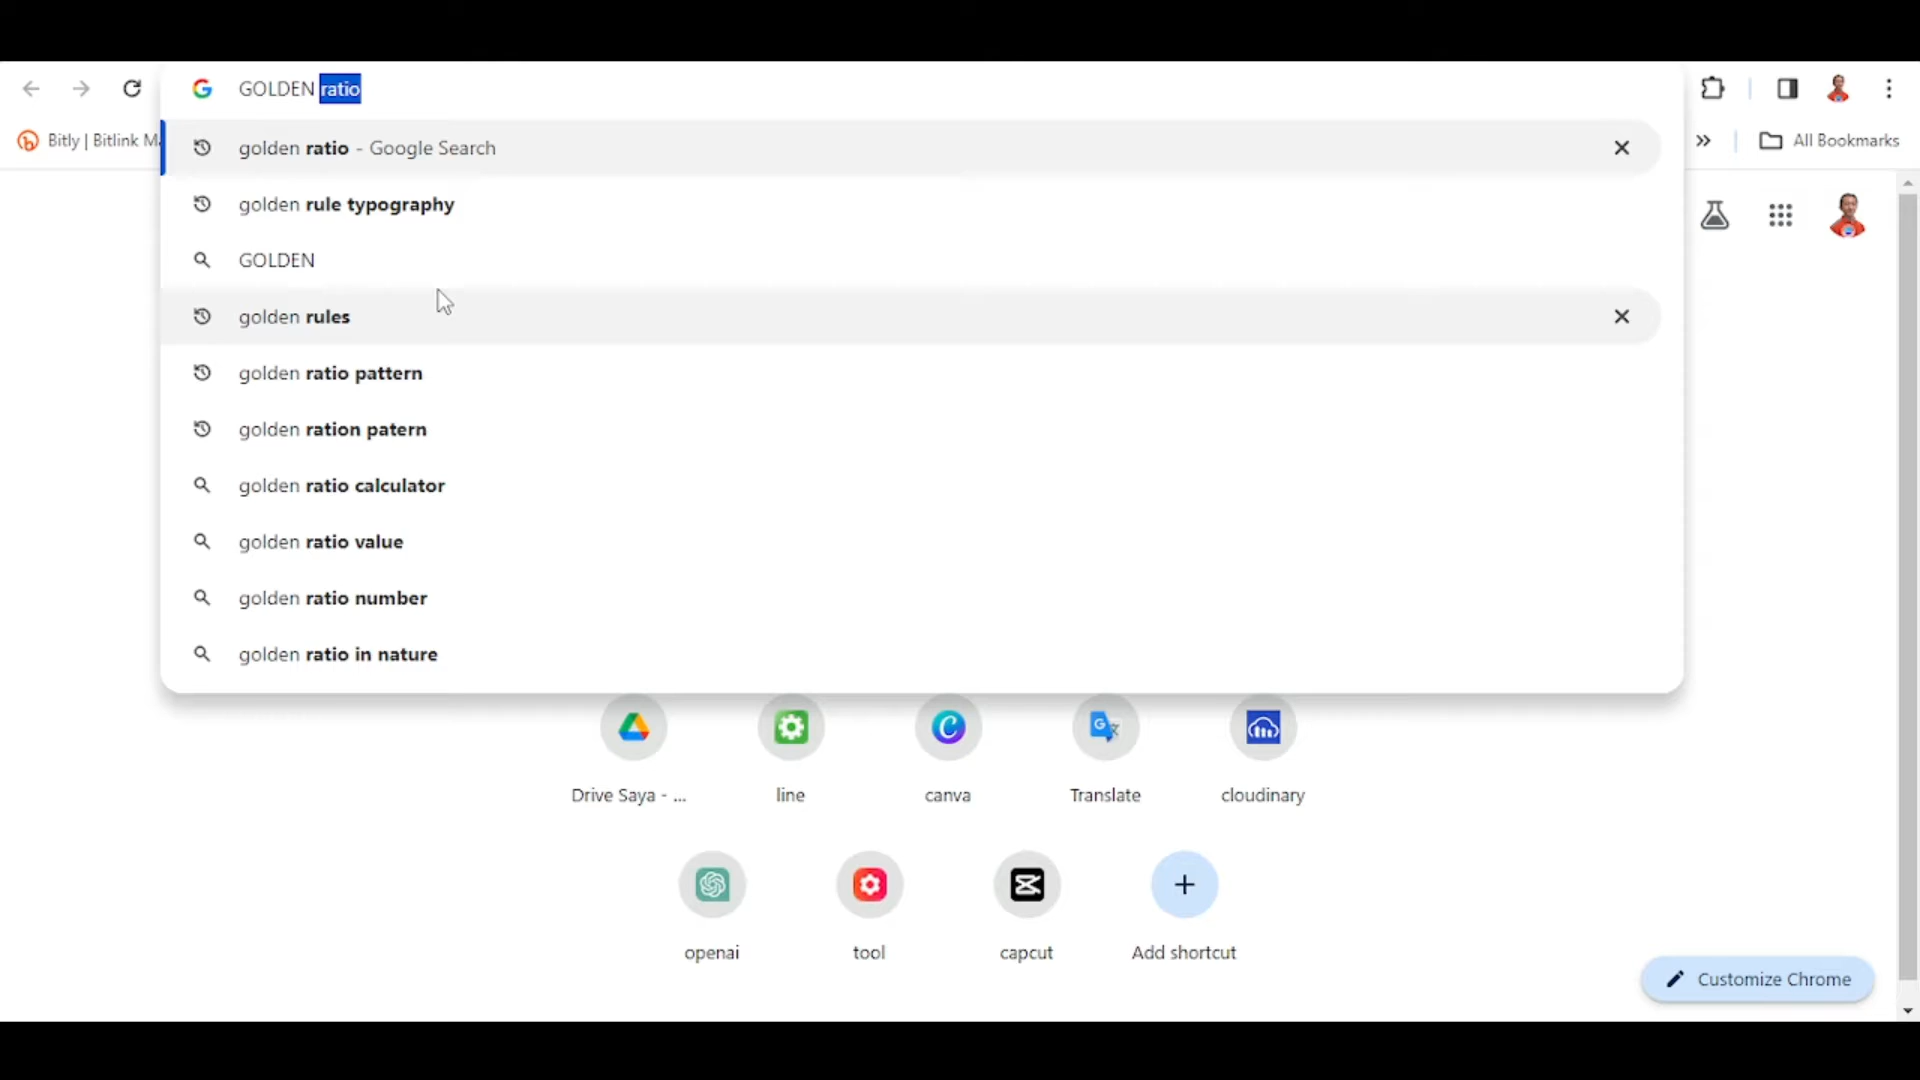 GOLDEN ratio
Bitly | Bitlink Ma
All Bookmarks
golden ratio - Google Search
golden rule typography
GOLDEN
golden rules
golden ratio pattern
golden ration patern
golden ratio calculator
golden ratio value
golden ratio number
golden ratio in nature
Drive Saya - ...
line
canva
Translate
cloudinary
openai
tool
capcut
Add shortcut
Customize Chrome